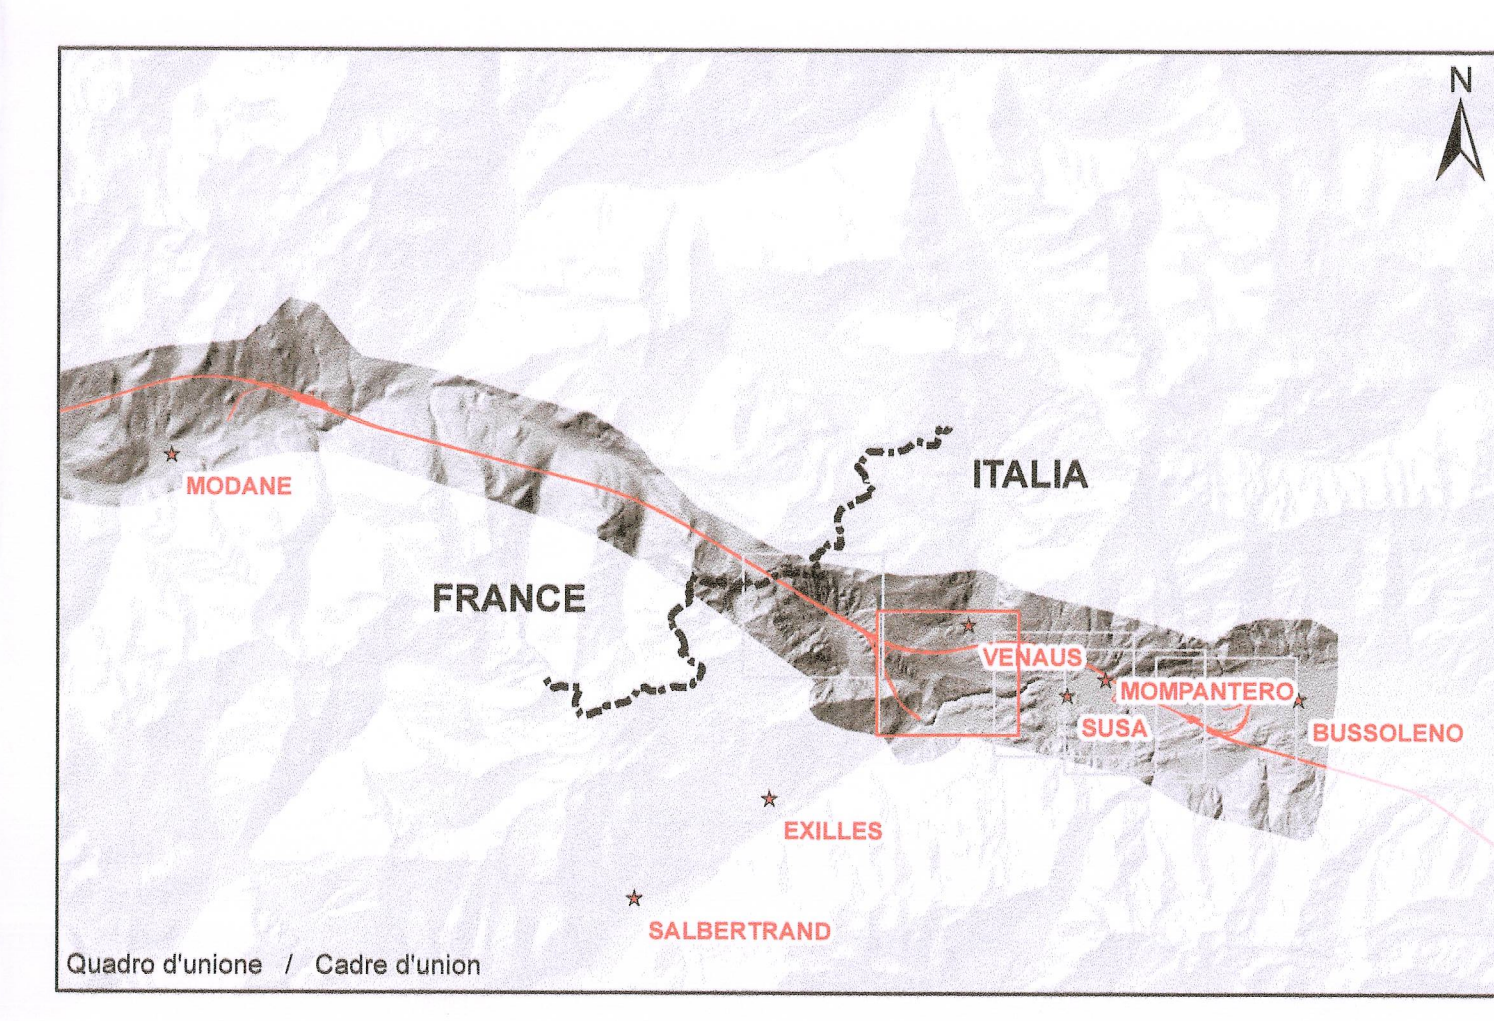 N
ITALIA
MODANE
FRANCE
VENAUS
MOMPANTERO
SUSA
BUSSOLENO
EXILLES
SALBERTRAND
Quadro d'unione / Cadre d'union